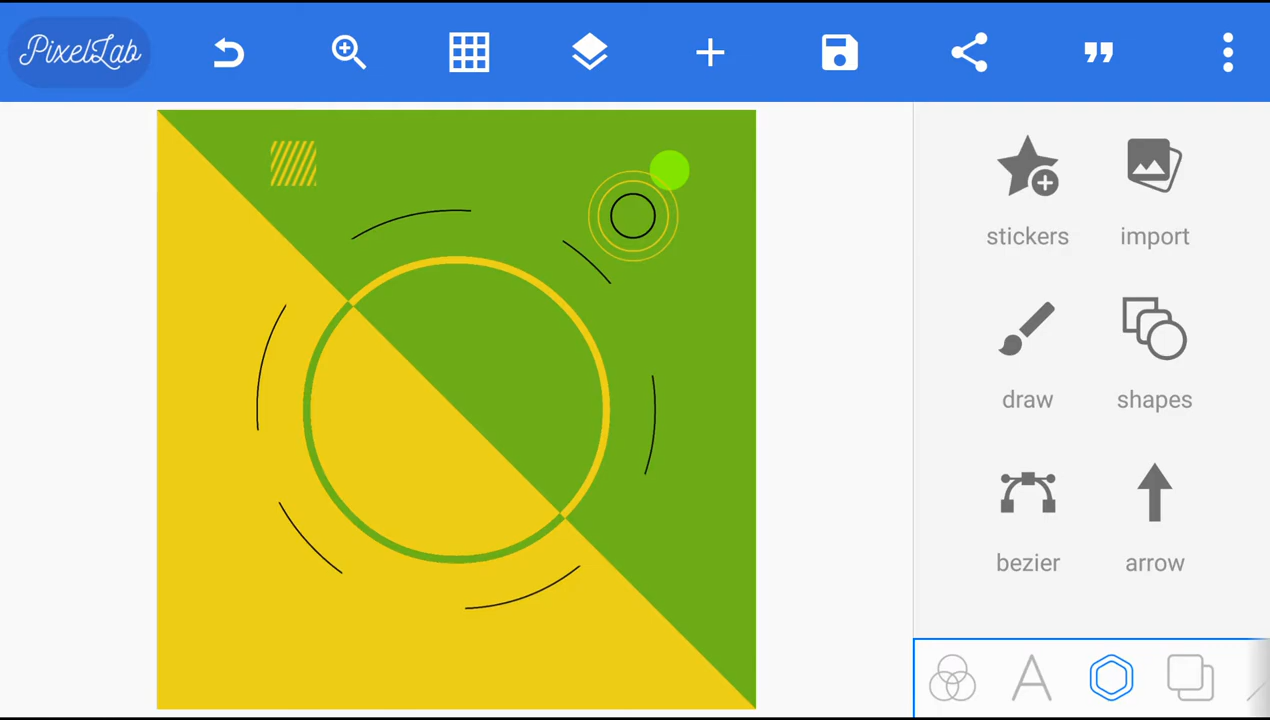 PixelLab
stickers
import
draw
shapes
bezier
arrow